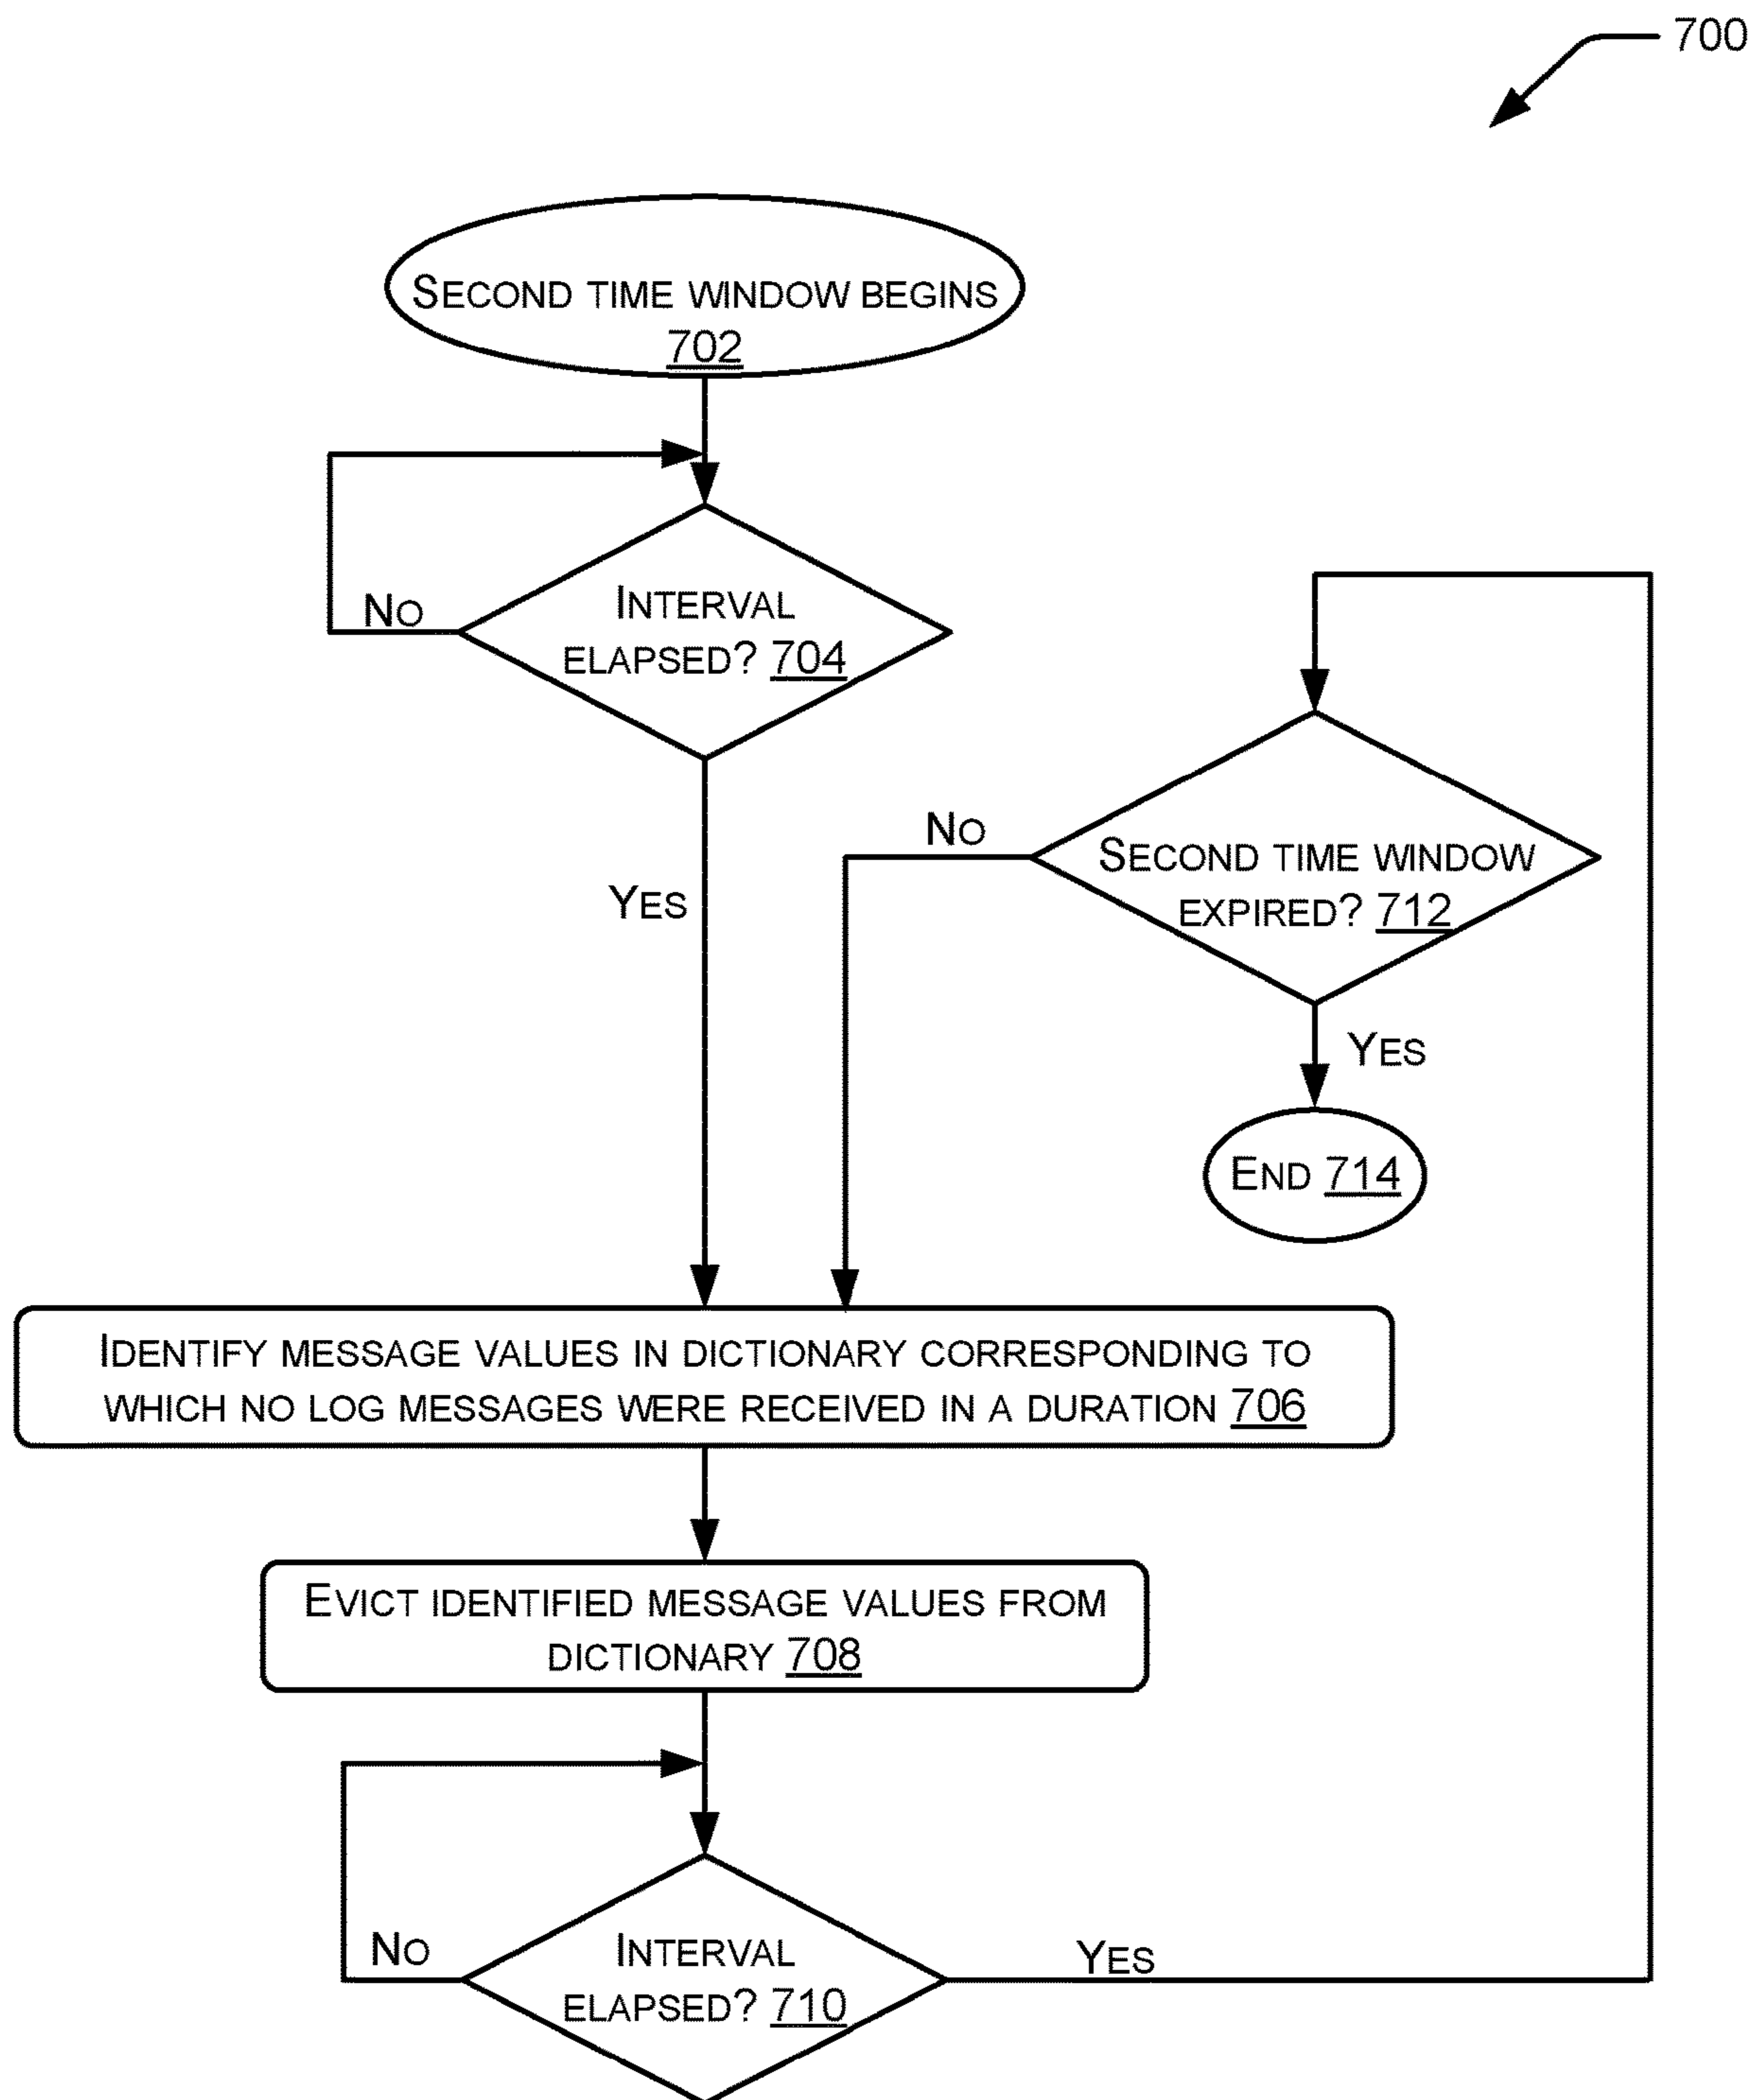 700
SECOND TIME WINDOW BEGINS
702
NO
INTERVAL
ELAPSED? 704
YES
NO
SECOND TIME WINDOW
EXPIRED? 712
YES
END 714
IDENTIFY MESSAGE VALUES IN DICTIONARY CORRESPONDING TO
WHICH NO LOG MESSAGES WERE RECEIVED IN A DURATION 706
EVICT IDENTIFIED MESSAGE VALUES FROM
DICTIONARY 708
NO
INTERVAL
ELAPSED? 710
YES